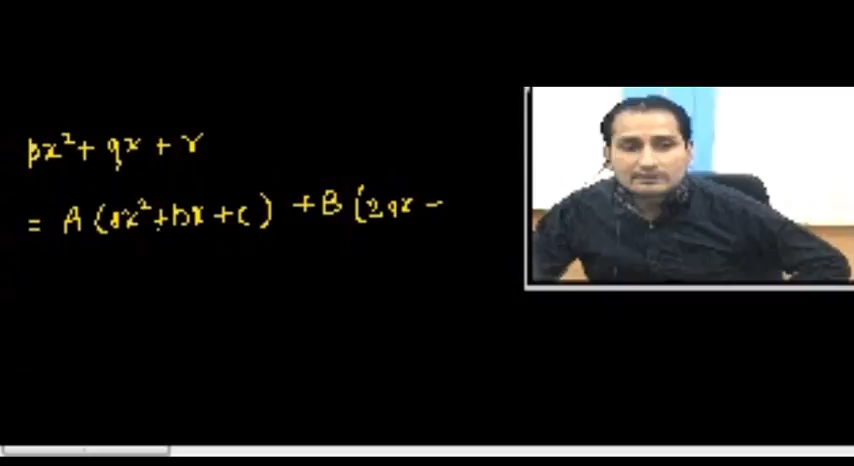 px²+ qx + r
= A (ax²+bx+c) + B (2ax -